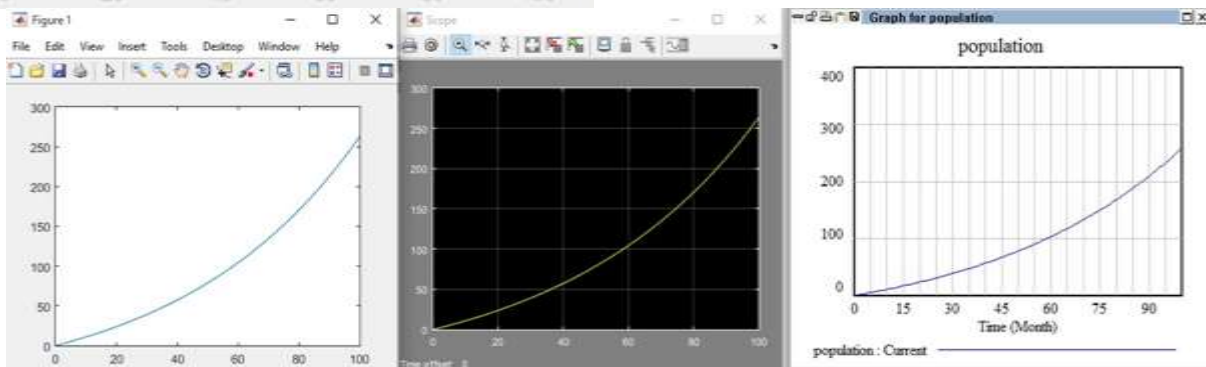 Figure 1
File Edit View Insert Tools Desktop Window Help
300
250
200
150
100
50
0
0 20 40 60 80 100
Scope
300
250
200
150
100
50
0
0 20 40 60 80 100
Time offset: 0
Graph for population
population
400
300
200
100
0
0 15 30 45 60 75 90
Time (Month)
population : Current